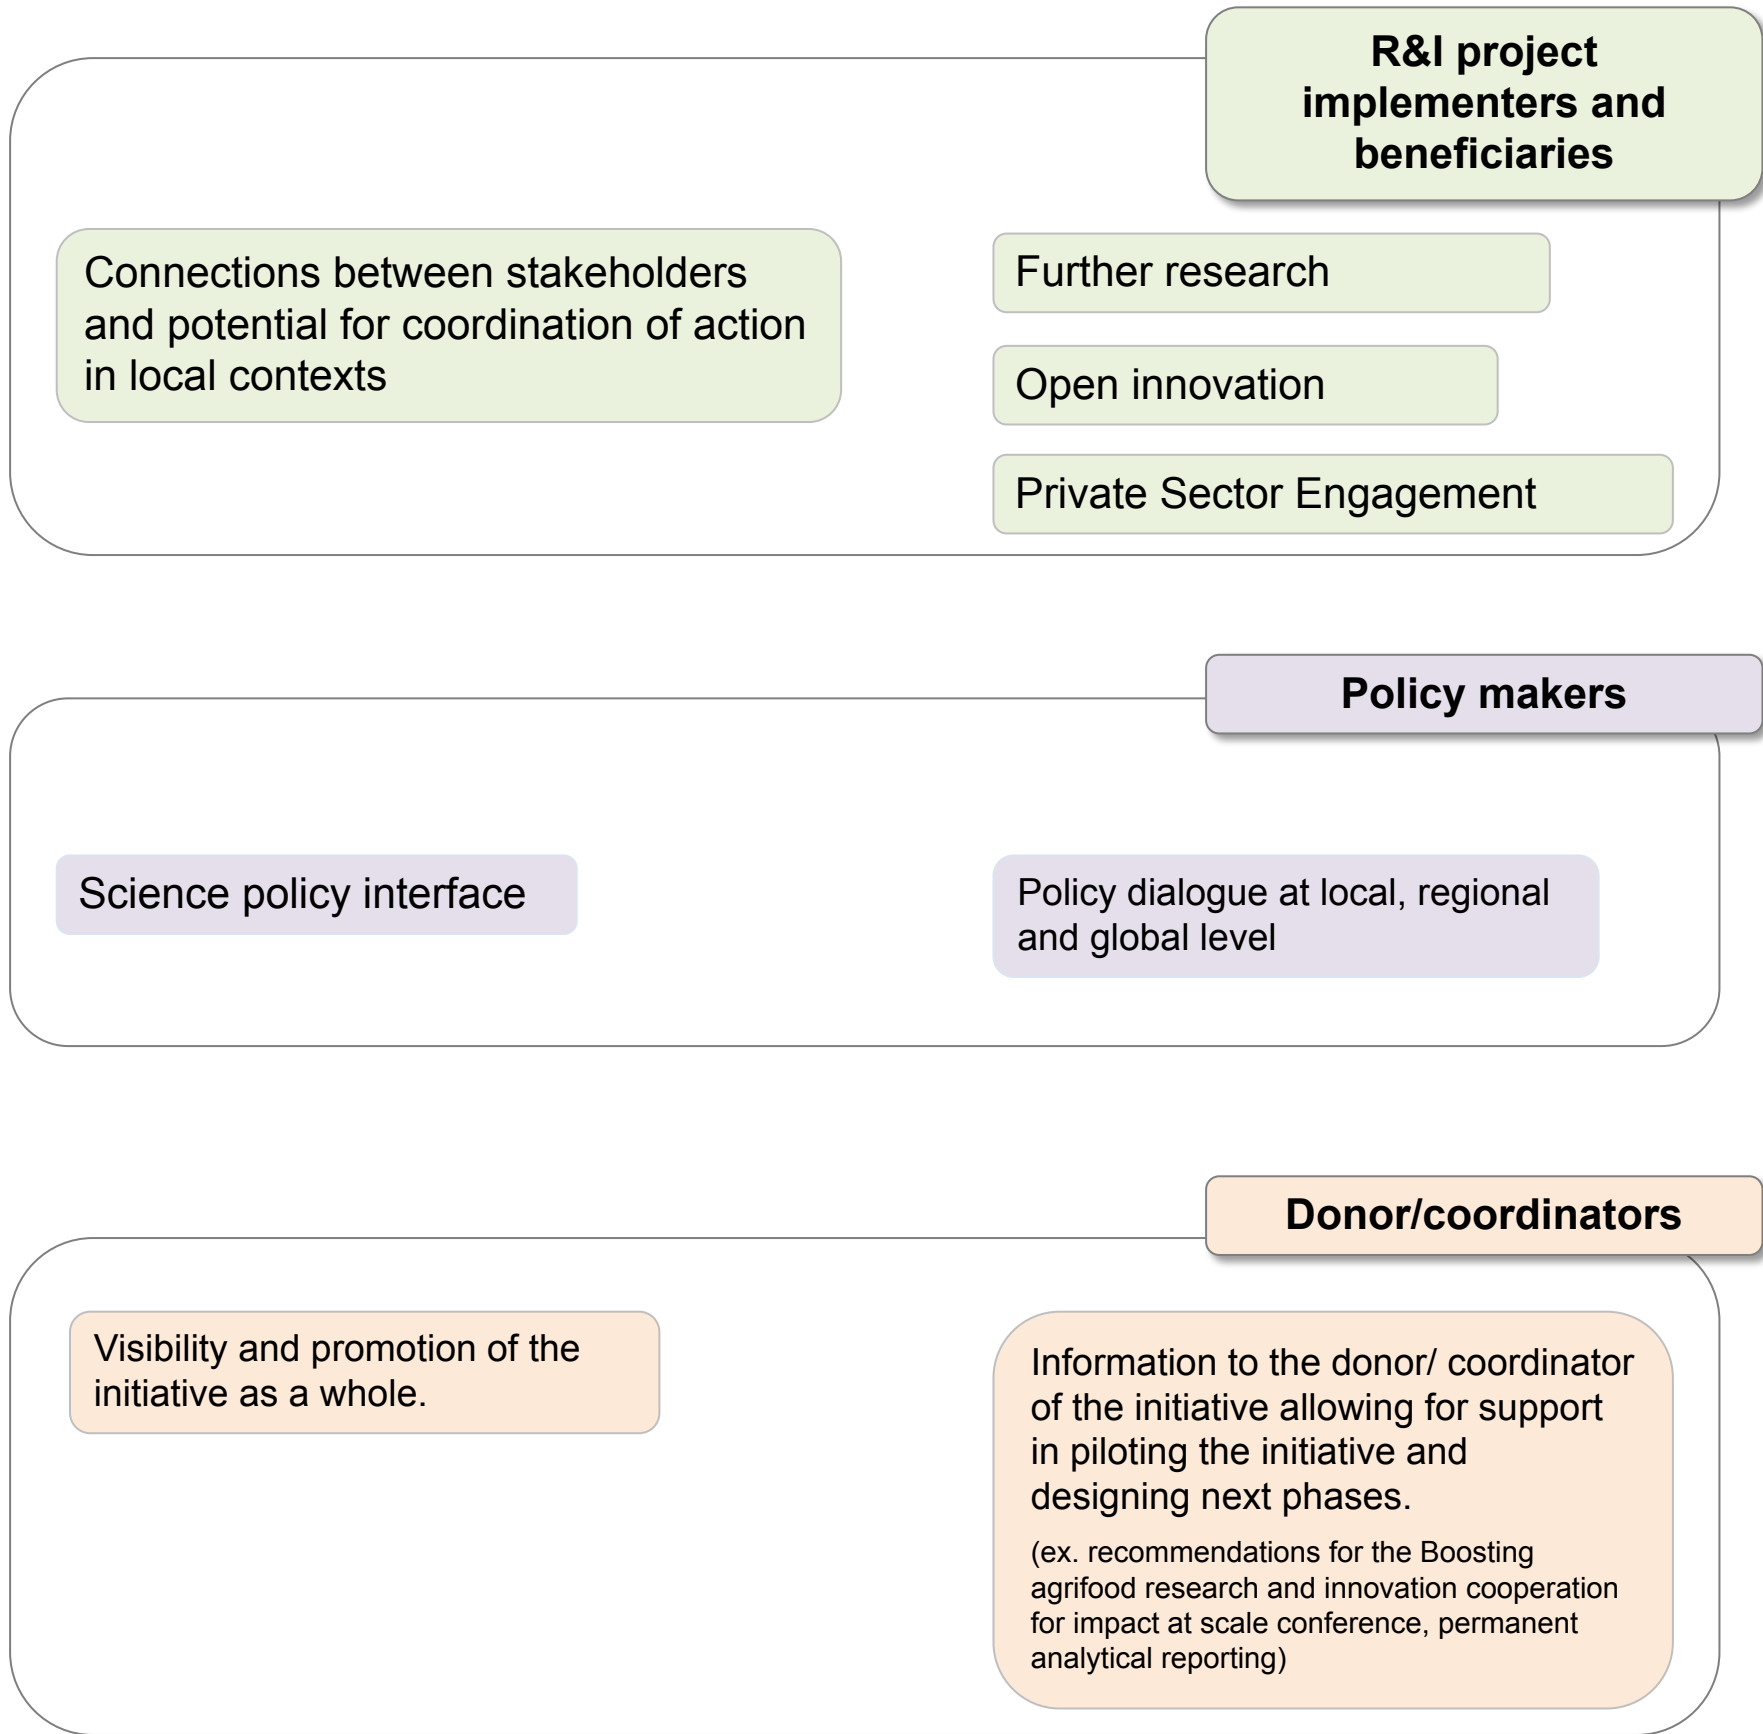 R&I project
implementers and
beneficiaries
Connections between stakeholders
and potential for coordination of action
in local contexts
Further research
Open innovation
Private Sector Engagement
Policy makers
Science policy interface
Policy dialogue at local, regional
and global level
Donor/coordinators
Visibility and promotion of the
initiative as a whole.
Information to the donor/ coordinator
of the initiative allowing for support
in piloting the initiative and
designing next phases.
(ex. recommendations for the Boosting
agrifood research and innovation cooperation
for impact at scale conference, permanent
analytical reporting)